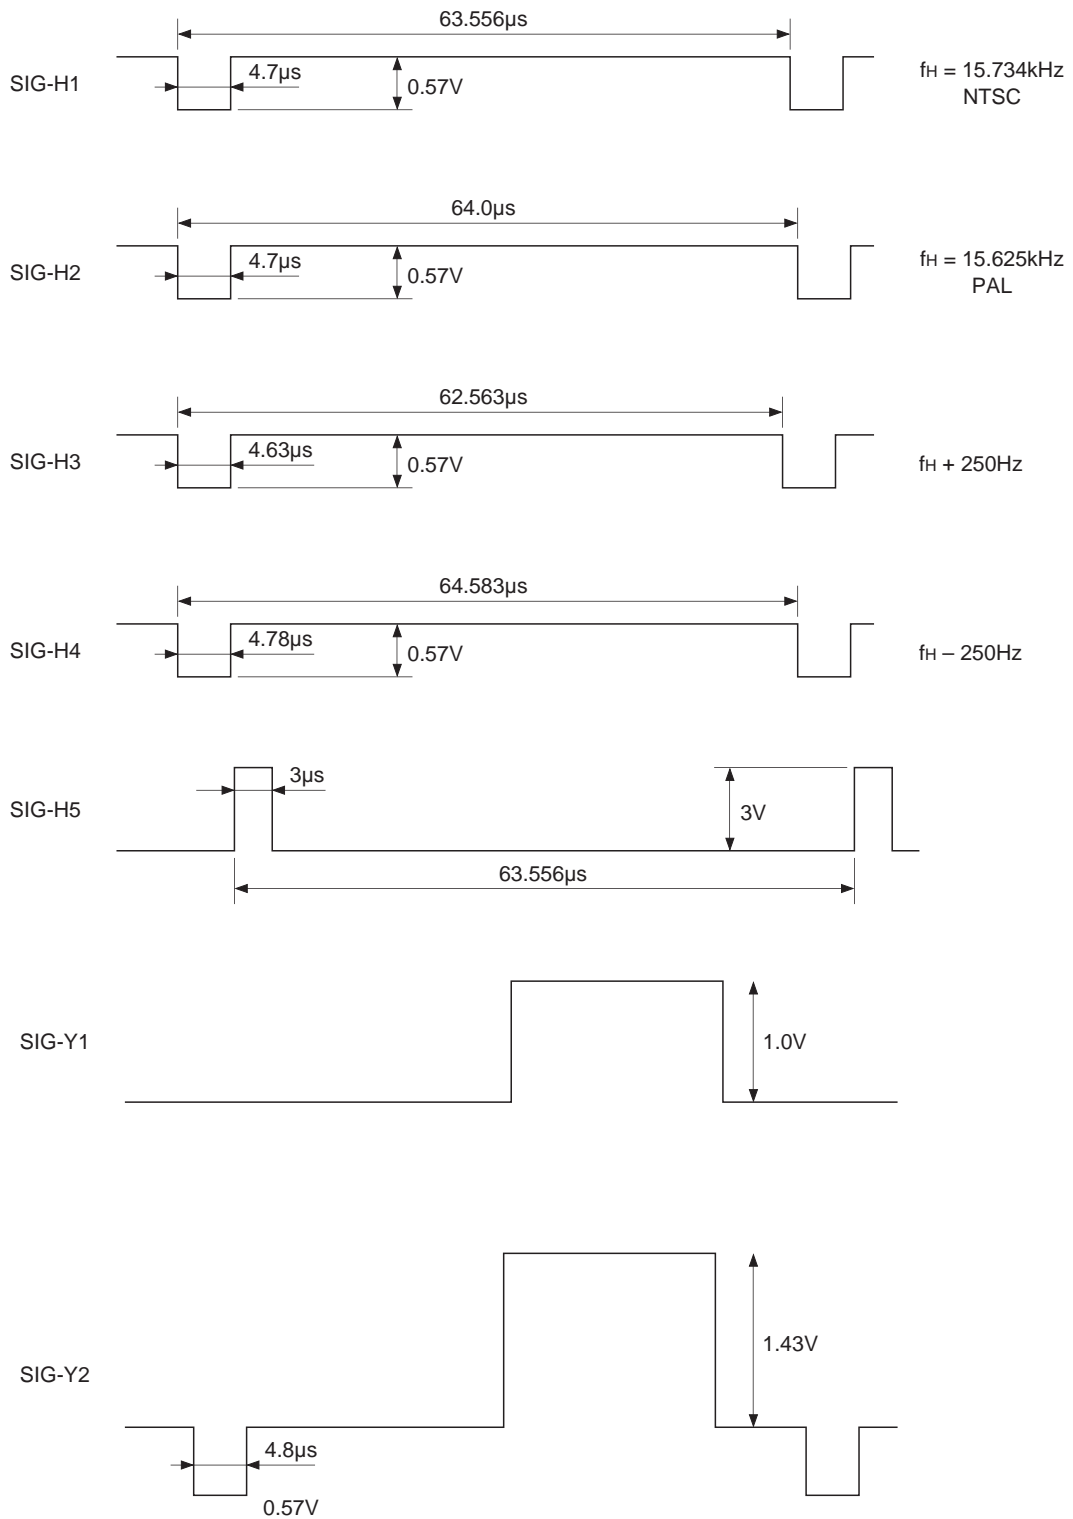 63.556µs
SIG-H1
4.7µs
0.57V
fH = 15.734kHz
NTSC
64.0µs
SIG-H2
4.7µs
0.57V
fH = 15.625kHz
PAL
62.563µs
SIG-H3
4.63µs
0.57V
fH + 250Hz
64.583µs
SIG-H4
4.78µs
0.57V
fH – 250Hz
SIG-H5
3µs
3V
63.556µs
SIG-Y1
1.0V
SIG-Y2
1.43V
4.8µs
0.57V